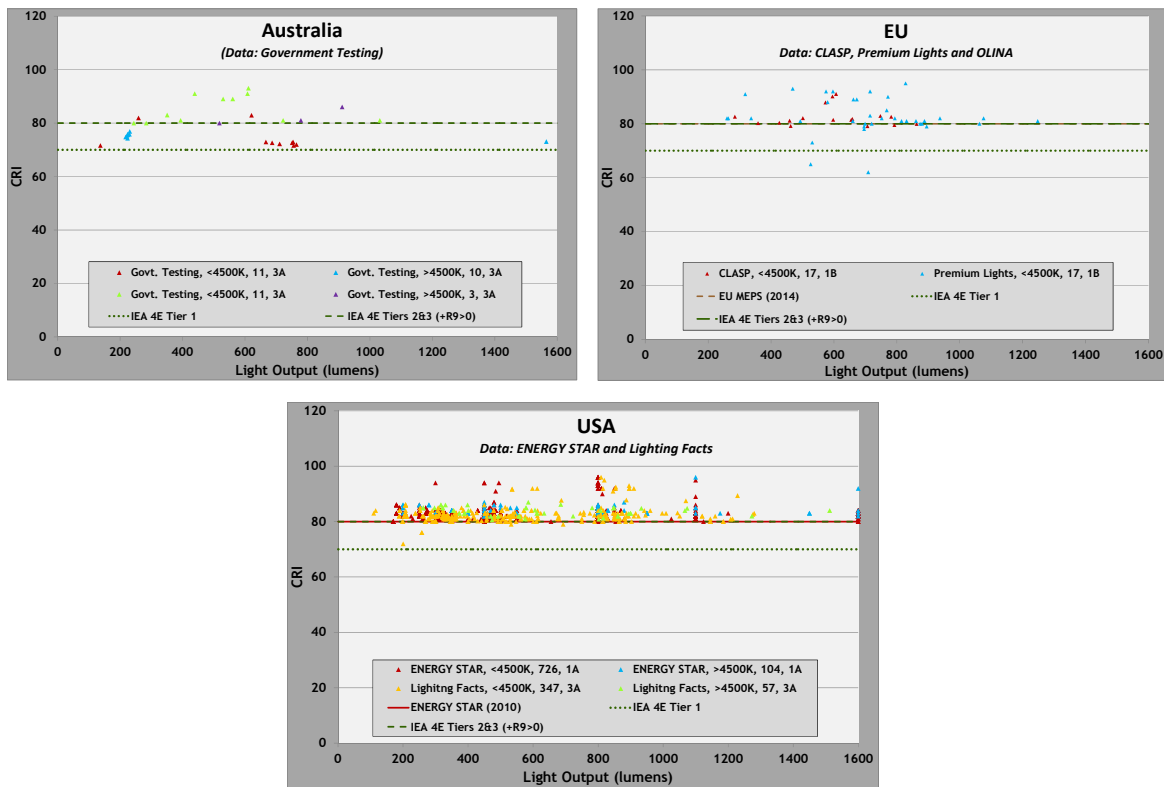 Australia
(Data: Government Testing)
120
100
80
60
40
20
0
CRI
Govt. Testing, <4500K, 11, 3A
Govt. Testing, >4500K, 10, 3A
Govt. Testing, <4500K, 11, 3A
Govt. Testing, >4500K, 3, 3A
IEA 4E Tier 1
IEA 4E Tiers 2&3 (+R9>0)
0 200 400 600 800 1000 1200 1400 1600
Light Output (lumens)
EU
Data: CLASP, Premium Lights and OLINA
120
100
80
60
40
20
0
CRI
CLASP, <4500K, 17, 1B
Premium Lights, <4500K, 17, 1B
EU MEPS (2014)
IEA 4E Tier 1
IEA 4E Tiers 2&3 (+R9>0)
0 200 400 600 800 1000 1200 1400 1600
Light Output (lumens)
USA
Data: ENERGY STAR and Lighting Facts
120
100
80
60
40
20
0
CRI
ENERGY STAR, <4500K, 726, 1A
ENERGY STAR, >4500K, 104, 1A
Lighitng Facts, <4500K, 347, 3A
Lighitng Facts, >4500K, 57, 3A
ENERGY STAR (2010)
IEA 4E Tier 1
IEA 4E Tiers 2&3 (+R9>0)
0 200 400 600 800 1000 1200 1400 1600
Light Output (lumens)